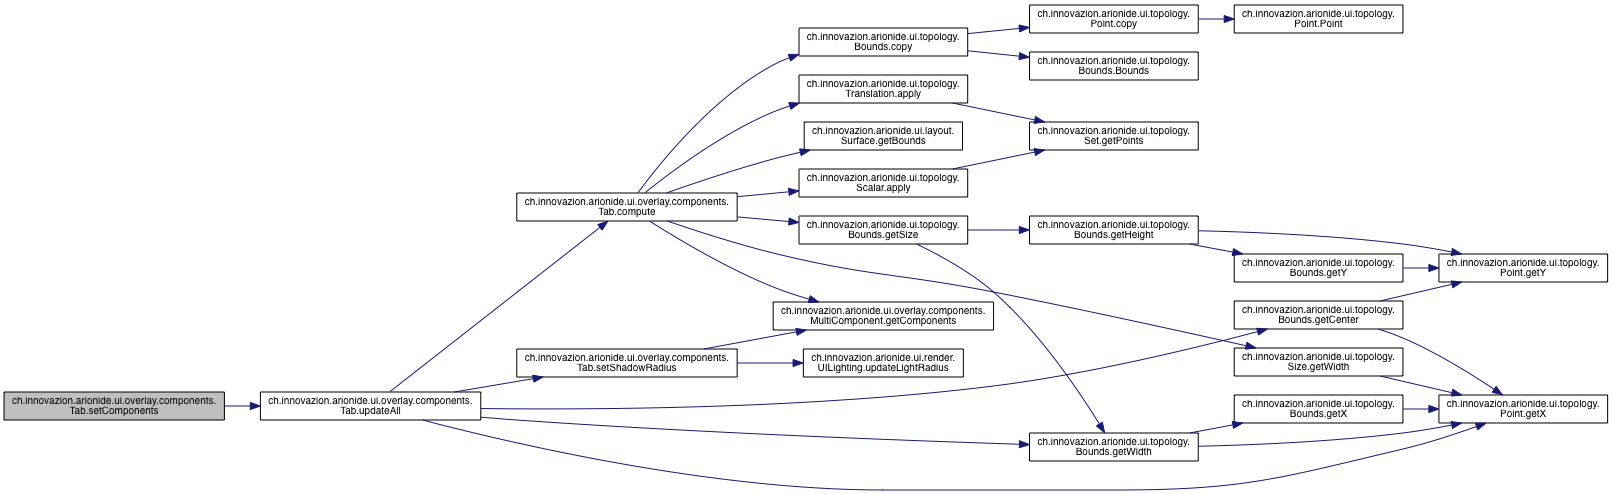 ch.innovazion.arionide.ui.overlay.components.
Tab.setComponents
ch.innovazion.arionide.ui.overlay.components.
Tab.updateAll
ch.innovazion.arionide.ui.overlay.components.
Tab.compute
ch.innovazion.arionide.ui.overlay.components.
Tab.setShadowRadius
ch.innovazion.arionide.ui.topology.
Bounds.copy
ch.innovazion.arionide.ui.topology.
Translation.apply
ch.innovazion.arionide.ui.layout.
Surface.getBounds
ch.innovazion.arionide.ui.topology.
Scalar.apply
ch.innovazion.arionide.ui.topology.
Bounds.getSize
ch.innovazion.arionide.ui.overlay.components.
MultiComponent.getComponents
ch.innovazion.arionide.ui.render.
UILighting.updateLightRadius
ch.innovazion.arionide.ui.topology.
Point.copy
ch.innovazion.arionide.ui.topology.
Bounds.Bounds
ch.innovazion.arionide.ui.topology.
Set.getPoints
ch.innovazion.arionide.ui.topology.
Bounds.getHeight
ch.innovazion.arionide.ui.topology.
Bounds.getWidth
ch.innovazion.arionide.ui.topology.
Point.Point
ch.innovazion.arionide.ui.topology.
Bounds.getY
ch.innovazion.arionide.ui.topology.
Bounds.getCenter
ch.innovazion.arionide.ui.topology.
Size.getWidth
ch.innovazion.arionide.ui.topology.
Bounds.getX
ch.innovazion.arionide.ui.topology.
Point.getY
ch.innovazion.arionide.ui.topology.
Point.getX